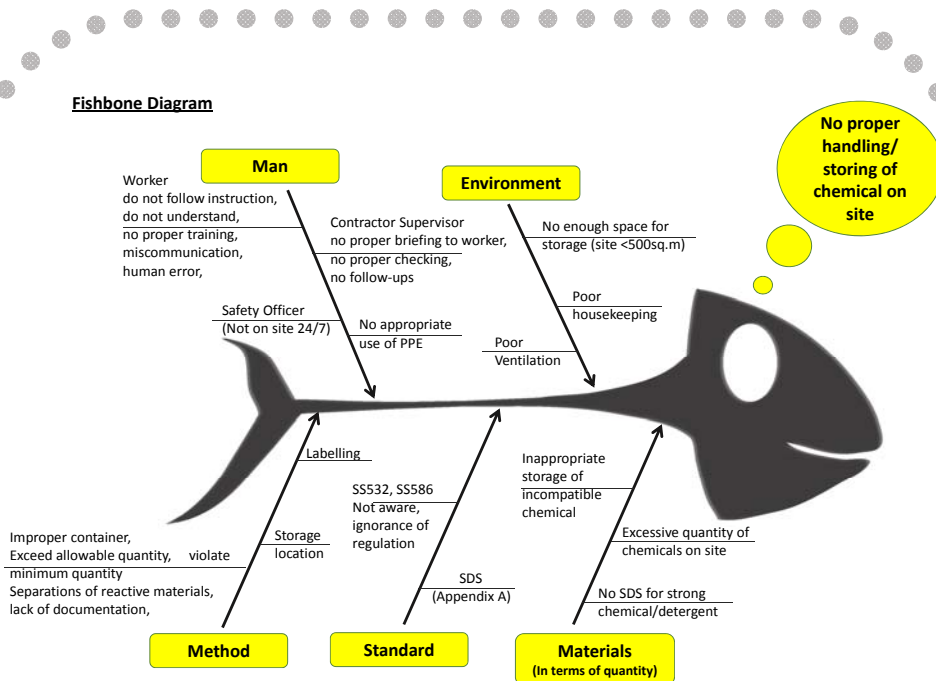 Fishbone Diagram
No proper
handling/
storing of
chemical on
site
Man
Worker
do not follow instruction,
do not understand,
no proper training,
miscommunication,
human error,
Contractor Supervisor
no proper briefing to worker,
no proper checking,
no follow-ups
Safety Officer
(Not on site 24/7)
No appropriate
use of PPE
Environment
No enough space for
storage (site <500sq.m)
Poor
housekeeping
Poor
Ventilation
Labelling
Storage
location
Improper container,
Exceed allowable quantity, violate
minimum quantity
Separations of reactive materials,
lack of documentation,
Method
SS532, SS586
Not aware,
ignorance of
regulation
SDS
(Appendix A)
Standard
Inappropriate
storage of
incompatible
chemical
Excessive quantity of
chemicals on site
No SDS for strong
chemical/detergent
Materials
(In terms of quantity)